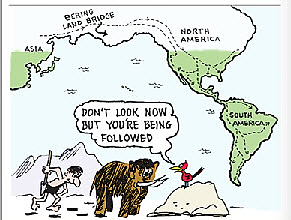 BERING
LAND BRIDGE
ASIA
NORTH
AMERICA
SOUTH
AMERICA
DON'T LOOK NOW
BUT YOU'RE BEING
FOLLOWED